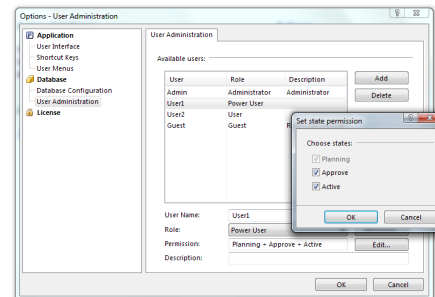 Options - User Administration
Application
User Interface
Shortcut Keys
User Menus
Database
Database Configuration
User Administration
License
User Administration
Available users:
User Role Description
Admin Administrator Administrator
User1 Power User
User2 User
Guest Guest
Add
Delete
Set state permission
Choose states:
Planning
Approve
Active
OK Cancel
User Name: User1
Role: Power User
Permission: Planning + Approve + Active Edit...
Description:
OK Cancel